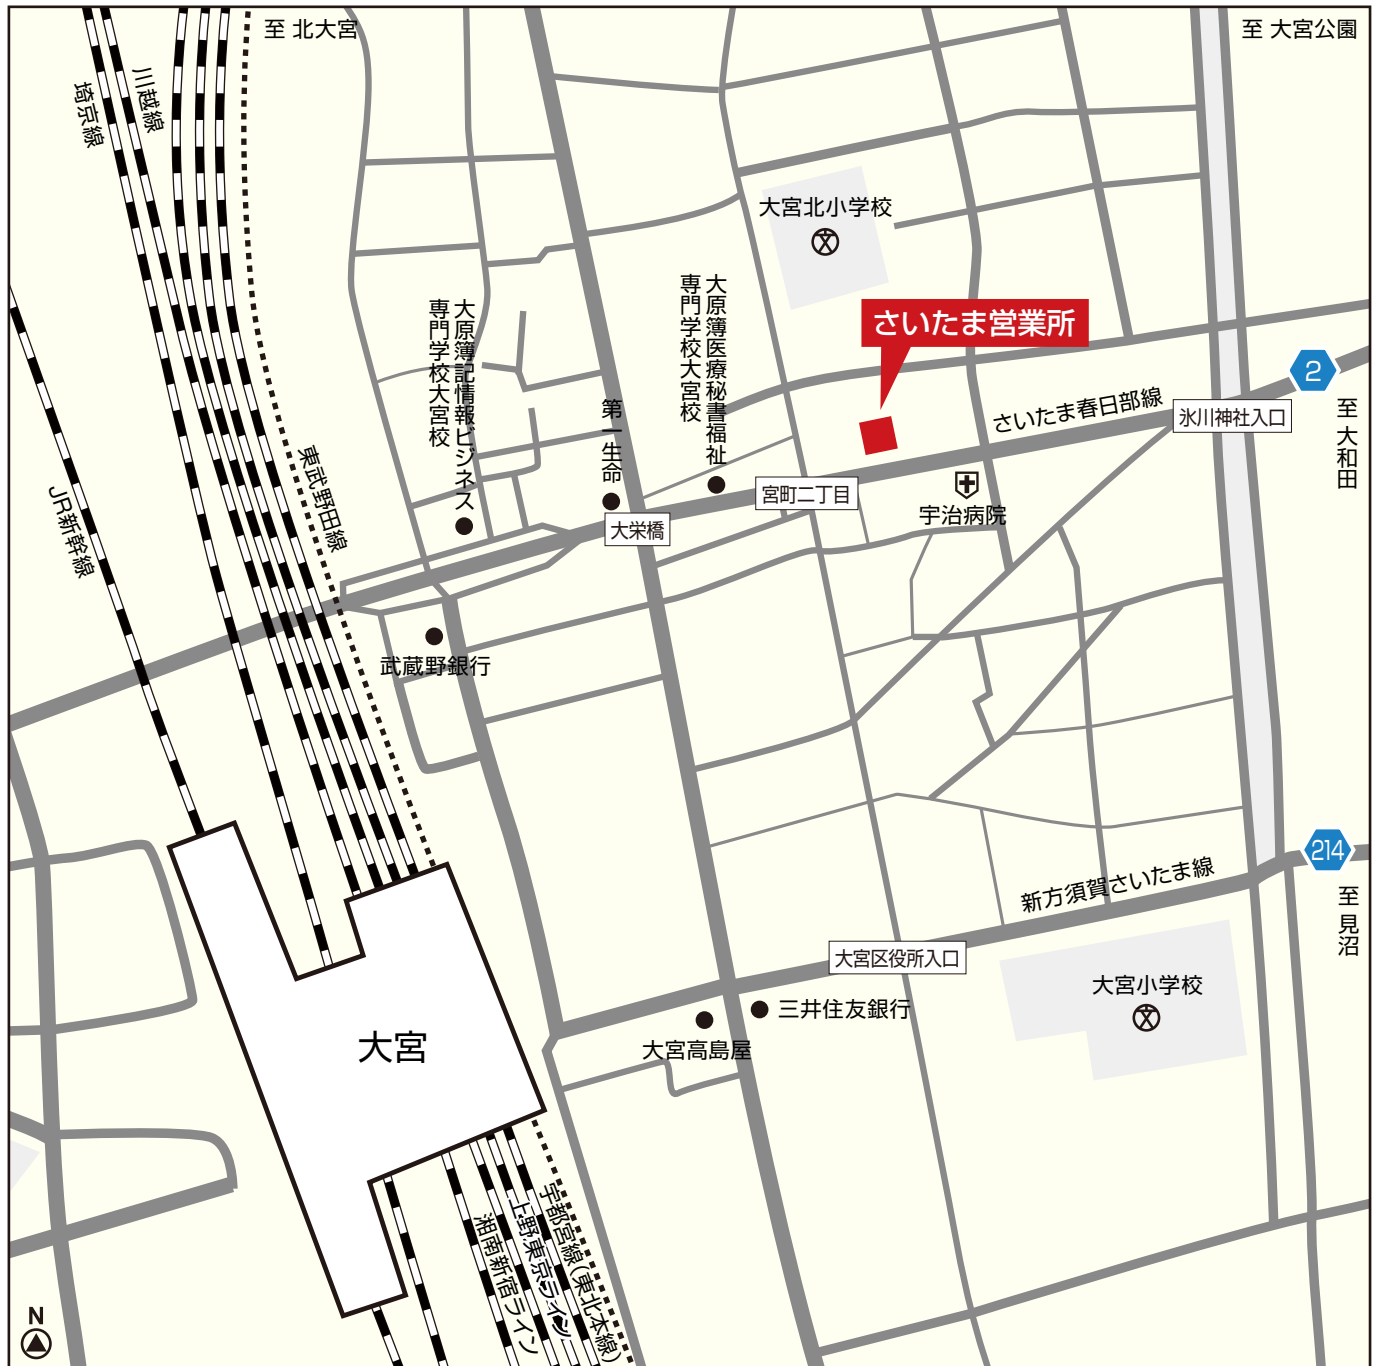 至 北大宮
至 大宮公園
川越線
埼京線
大宮北小学校
大原簿医療秘書福祉
専門学校大宮校
大原簿記情報ビジネス
専門学校大宮校
さいたま営業所
2
至 大和田
さいたま春日部線
氷川神社入口
第一生命
東武野田線
JR新幹線
宮町二丁目
宇治病院
大栄橋
武蔵野銀行
214
至 見沼
新方須賀さいたま線
大宮区役所入口
大宮小学校
三井住友銀行
大宮高島屋
大宮
宇都宮線(東北本線)
上野東京ライン
湘南新宿ライン
N